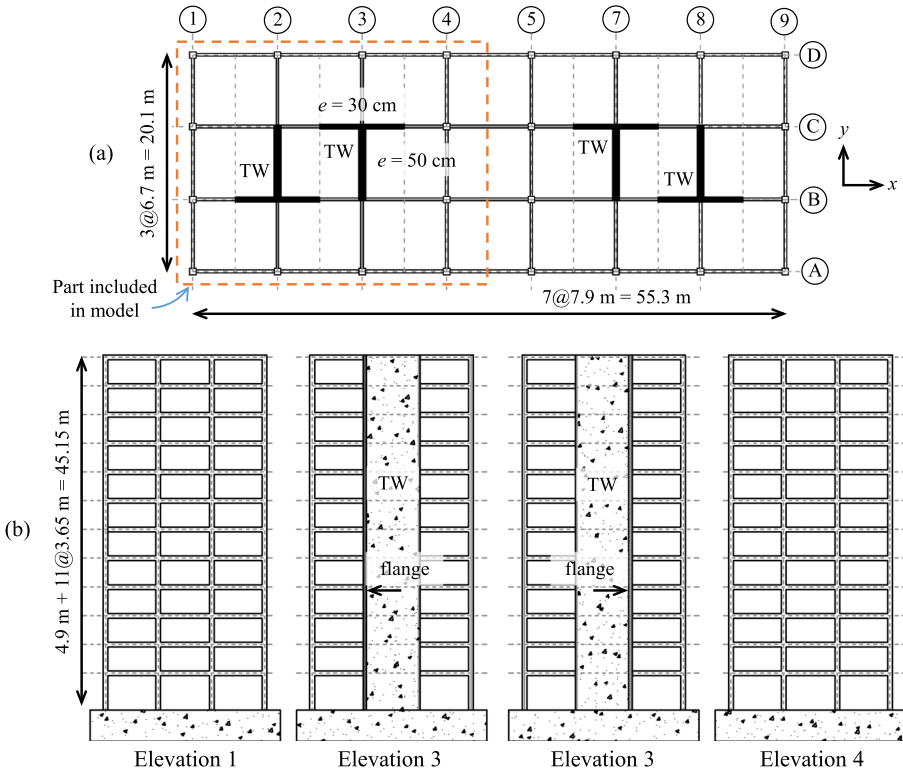 1 2 3 4 5 7 8 9
D
e = 30 cm
C
(a)
3@6.7 m = 20.1 m
TW
TW
e = 50 cm
TW
TW
y
x
B
A
Part included
in model
7@7.9 m = 55.3 m
(b)
4.9 m + 11@3.65 m = 45.15 m
TW
TW
flange
flange
Elevation 1
Elevation 3
Elevation 3
Elevation 4